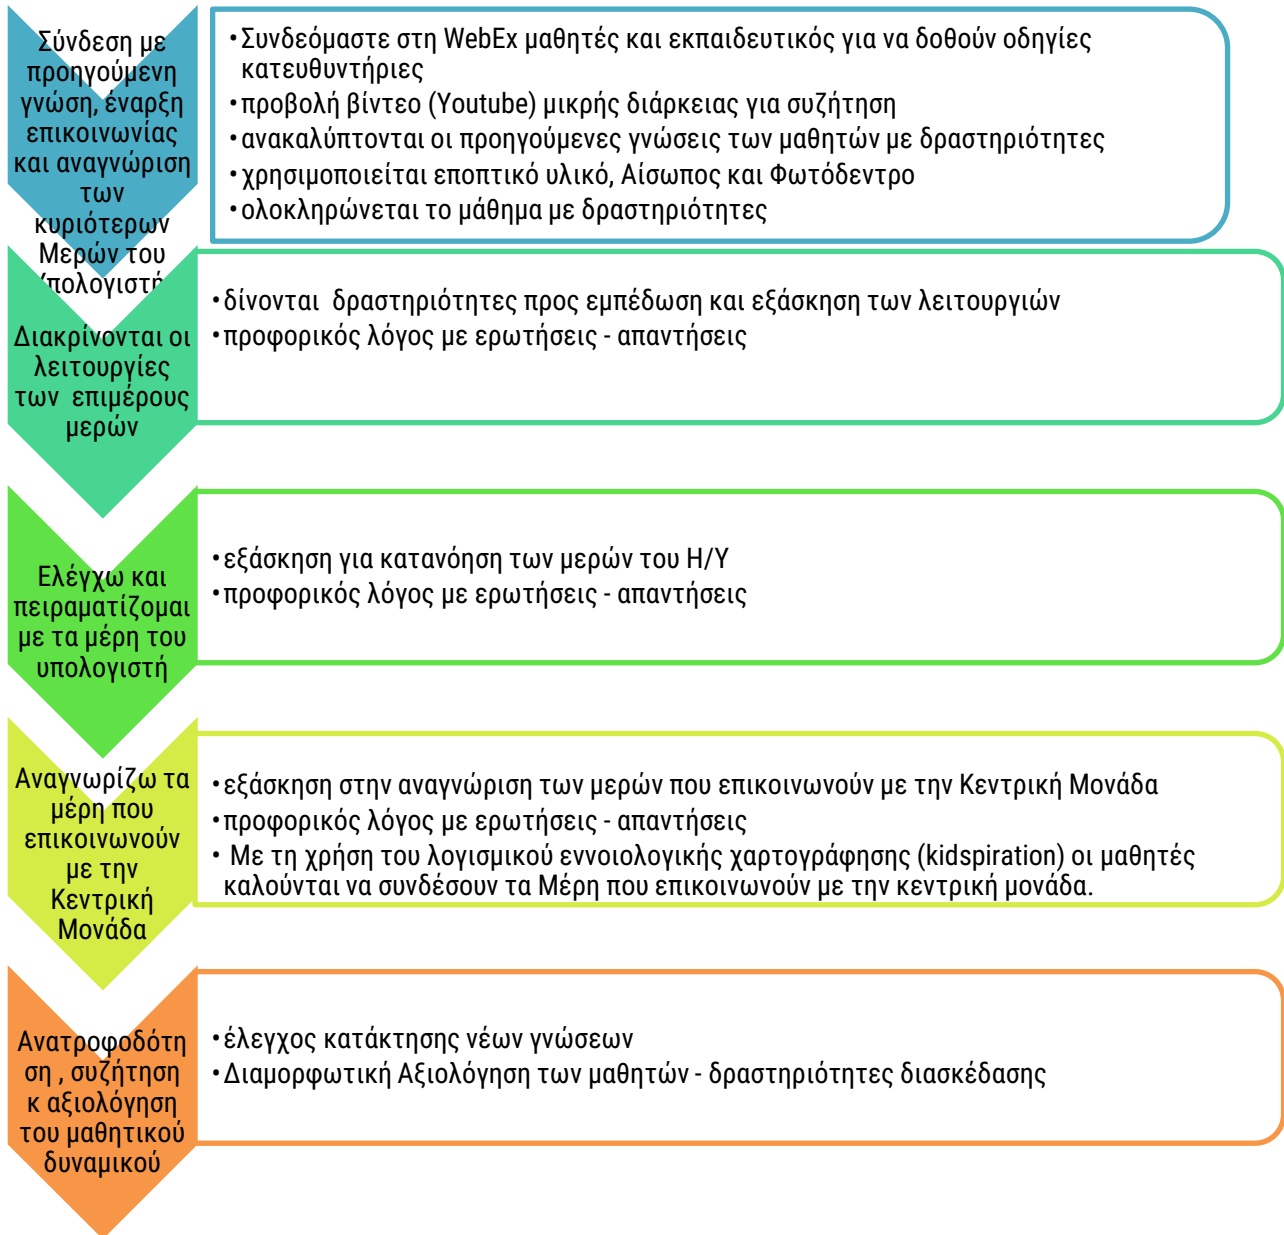 Σύνδεση με
προηγούμενη
γνώση, έναρξη
επικοινωνίας
και αναγνώριση
των
κυριότερων
Μερών του
Υπολογιστή
•Συνδεόμαστε στη WebEx μαθητές και εκπαιδευτικός για να δοθούν οδηγίες
κατευθυντήριες
•προβολή βίντεο (Youtube) μικρής διάρκειας για συζήτηση
•ανακαλύπτονται οι προηγούμενες γνώσεις των μαθητών με δραστηριότητες
•χρησιμοποιείται εποπτικό υλικό, Αίσωπος και Φωτόδεντρο
•ολοκληρώνεται το μάθημα με δραστηριότητες
Διακρίνονται οι
λειτουργίες
των επιμέρους
μερών
•δίνονται δραστηριότητες προς εμπέδωση και εξάσκηση των λειτουργιών
•προφορικός λόγος με ερωτήσεις - απαντήσεις
Ελέγχω και
πειραματίζομαι
με τα μέρη του
υπολογιστή
•εξάσκηση για κατανόηση των μερών του Η/Υ
•προφορικός λόγος με ερωτήσεις - απαντήσεις
Αναγνωρίζω τα
μέρη που
επικοινωνούν
με την
Κεντρική
Μονάδα
•εξάσκηση στην αναγνώριση των μερών που επικοινωνούν με την Κεντρική Μονάδα
•προφορικός λόγος με ερωτήσεις - απαντήσεις
• Με τη χρήση του λογισμικού εννοιολογικής χαρτογράφησης (kidspiration) οι μαθητές
καλούνται να συνδέσουν τα Μέρη που επικοινωνούν με την κεντρική μονάδα.
Ανατροφοδότη
ση , συζήτηση
κ αξιολόγηση
του μαθητικού
δυναμικού
•έλεγχος κατάκτησης νέων γνώσεων
•Διαμορφωτική Αξιολόγηση των μαθητών - δραστηριότητες διασκέδασης